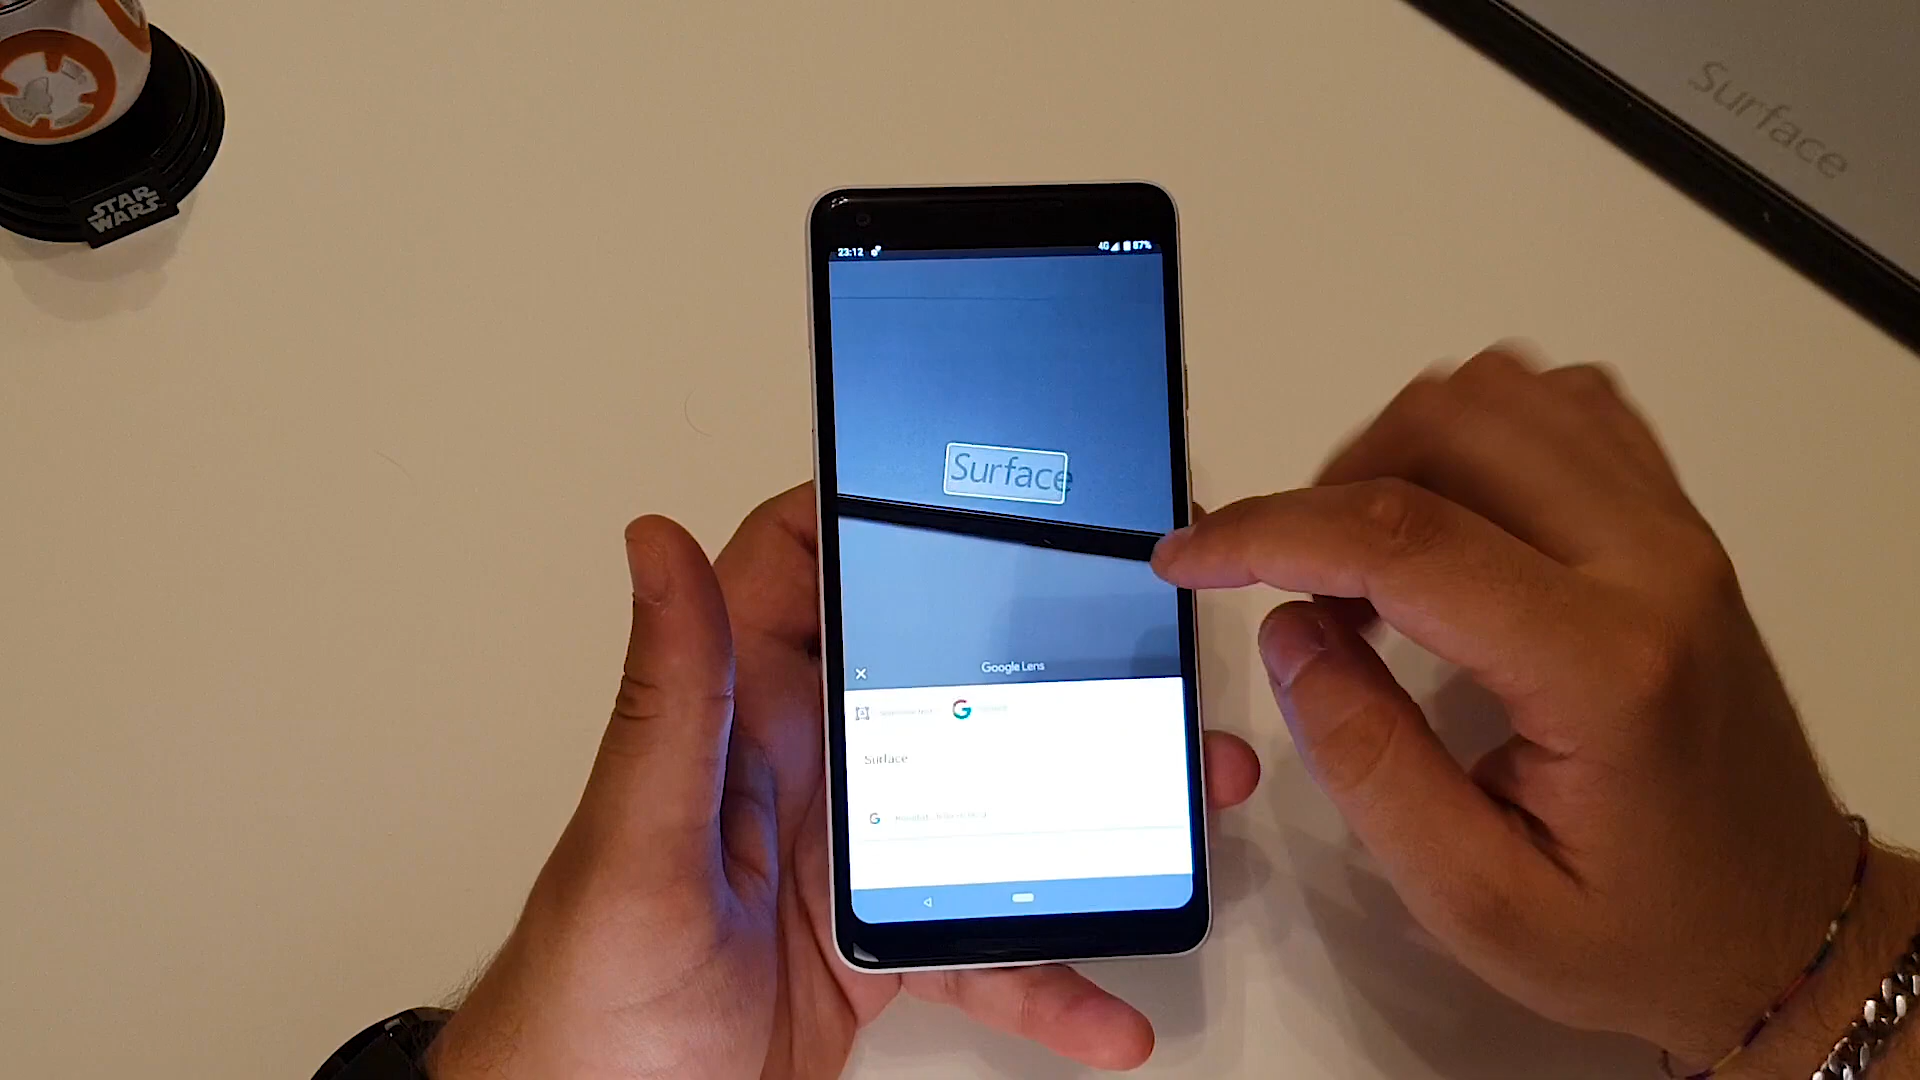 STAR
WARS
Surface
23:12
4G 87%
Surface
Google Lens
Surface